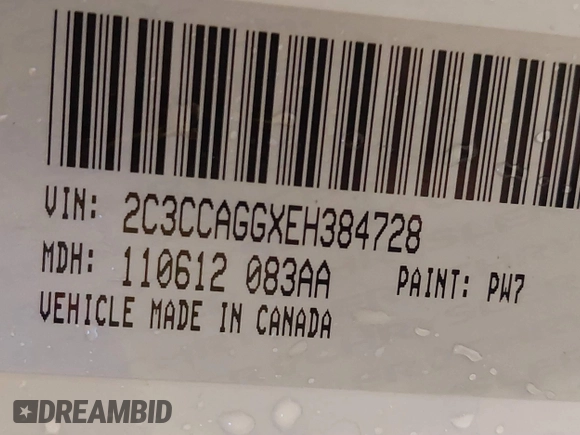 VIN: 2C3CCAGGXEH384728
MDH: 110612 083AA PAINT: PW7
VEHICLE MADE IN CANADA
DREAMBID